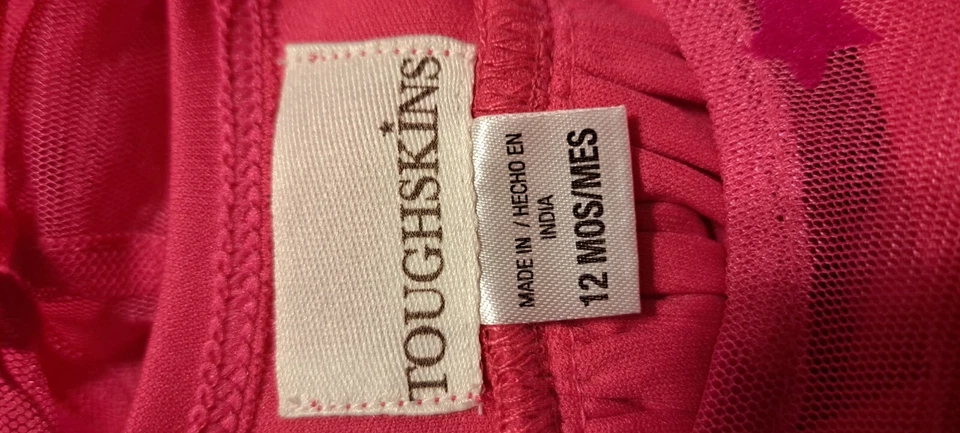 TOUGHSKINS
MADE IN / HECHO EN
INDIA
12 MOS/MES